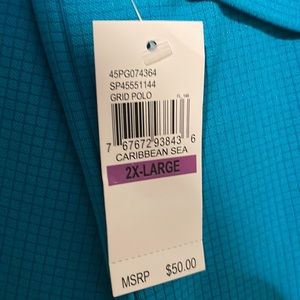 45PG074364
SP45551144
GRID POLO
7 67672 93843 6
CARIBBEAN SEA
2X-LARGE
MSRP $50.00